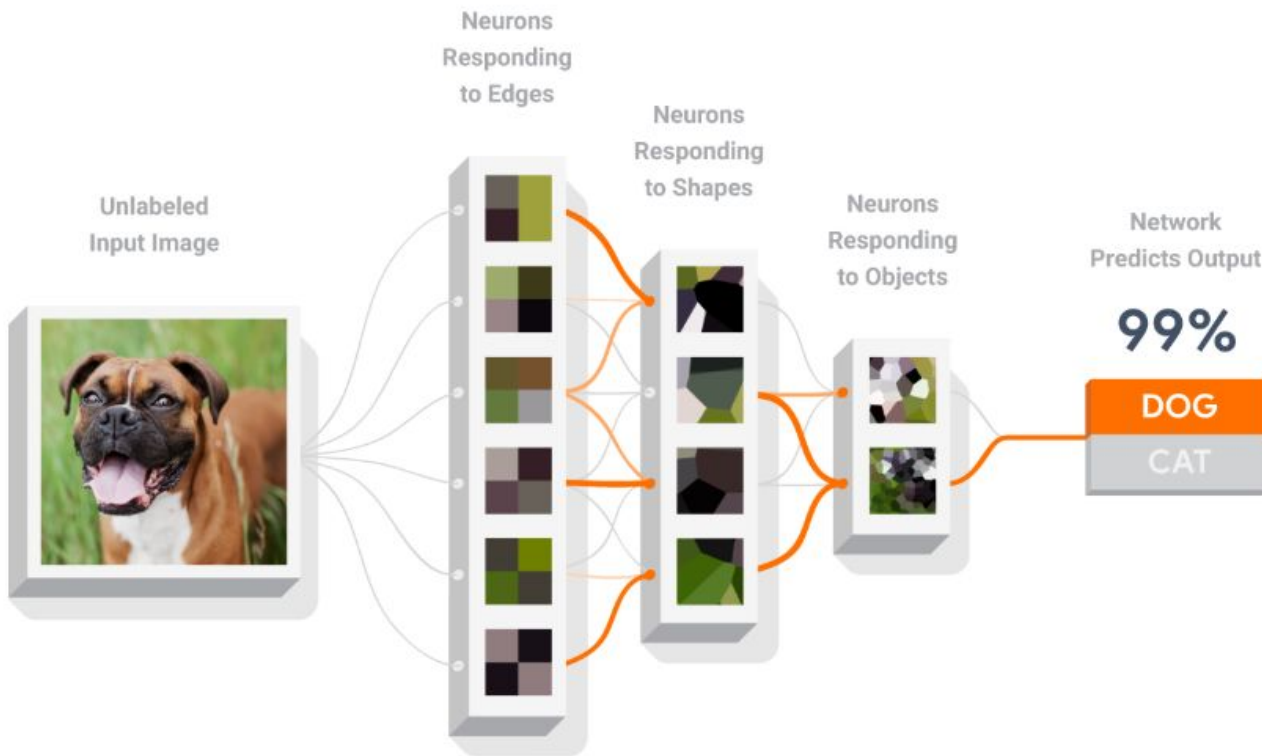 Neurons
Responding
to Edges
Neurons
Responding
to Shapes
Unlabeled
Input Image
Neurons
Responding
to Objects
Network
Predicts Output
99%
DOG
CAT